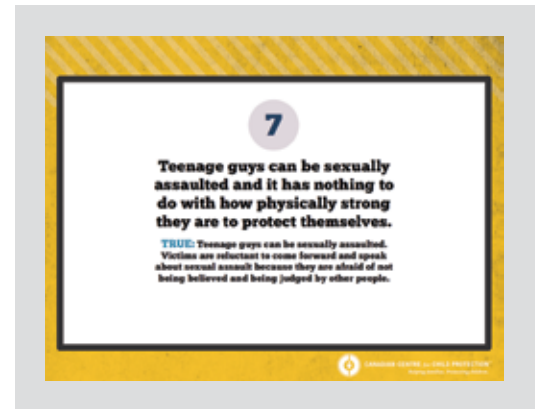 7
Teenage guys can be sexually
assaulted and it has nothing to
do with how physically strong
they are to protect themselves.
TRUE: Teenage guys can be sexually assaulted.
Victims are reluctant to come forward and speak
about sexual assault because they are afraid of not
being believed and being judged by other people.
CANADIAN CENTRE for CHILD PROTECTION